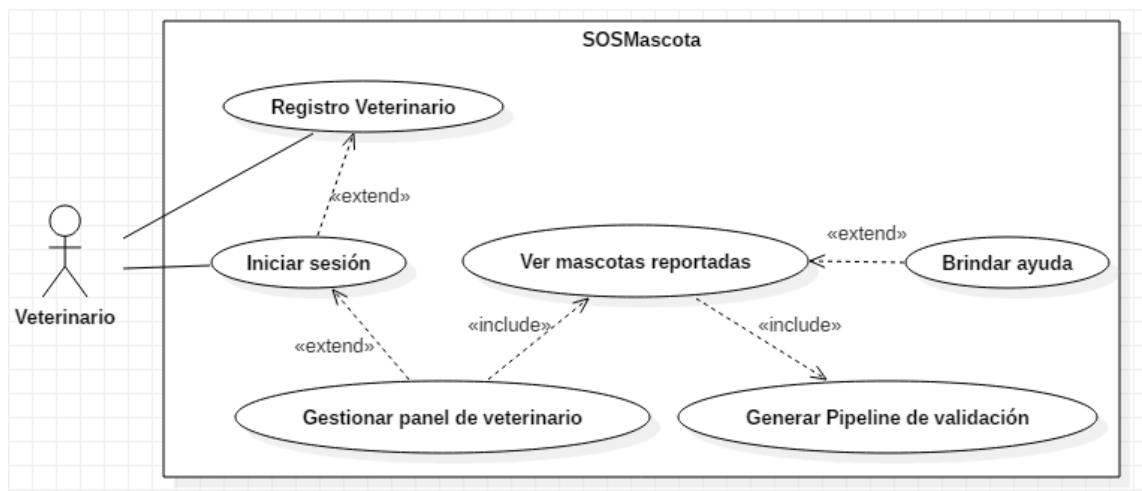 SOSMascota
Registro Veterinario
«extend»
Iniciar sesión
Ver mascotas reportadas
«extend»
Brindar ayuda
Veterinario
«extend»
«include»
«include»
Gestionar panel de veterinario
Generar Pipeline de validación